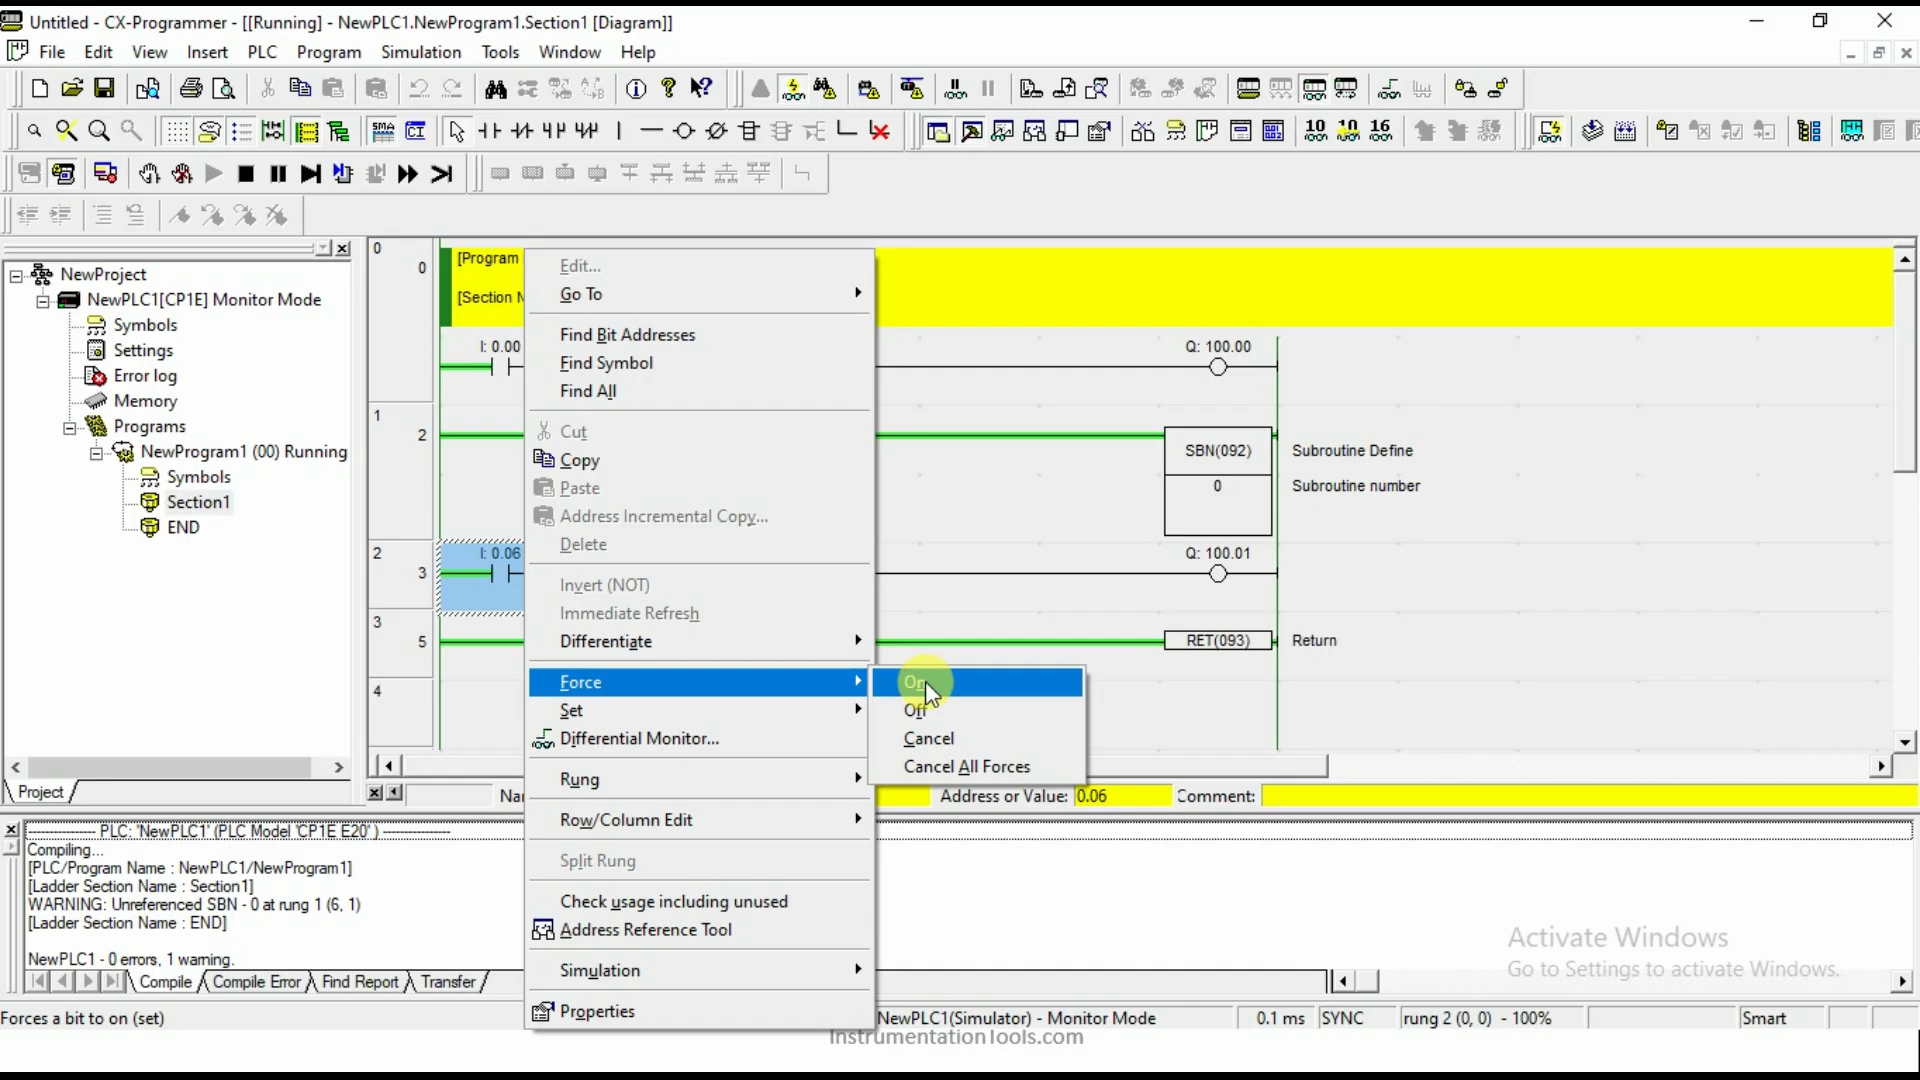 Untitled - CX-Programmer - [[Running] - NewPLC1.NewProgram1.Section1 [Diagram]]
File Edit View Insert PLC Program Simulation Tools Window Help
SMA CI 10 10 16
NewProject
NewPLC1[CP1E] Monitor Mode
Symbols
Settings
Error log
Memory
Programs
NewProgram1 (00) Running
Symbols
Section1
END
Project
0
0
[Program
[Section N
I: 0.00
Q: 100.00
1
2
SBN(092)
Subroutine Define
0
Subroutine number
2
3
I: 0.06
Q: 100.01
3
5
RET(093)
Return
4
Edit...
Go To
Find Bit Addresses
Find Symbol
Find All
Cut
Copy
Paste
Address Incremental Copy...
Delete
Invert (NOT)
Immediate Refresh
Differentiate
Force
Set
Differential Monitor...
Rung
Row/Column Edit
Split Rung
Check usage including unused
Address Reference Tool
Simulation
Properties
On
Off
Cancel
Cancel All Forces
Address or Value: 0.06 Comment:
PLC: 'NewPLC1' (PLC Model 'CP1E E20')
Compiling...
[PLC/Program Name : NewPLC1/NewProgram1]
[Ladder Section Name : Section1]
WARNING: Unreferenced SBN - 0 at rung 1 (6, 1)
[Ladder Section Name : END]
NewPLC1 - 0 errors, 1 warning.
Compile Compile Error Find Report Transfer
Activate Windows
Go to Settings to activate Windows.
Forces a bit to on (set)
NewPLC1(Simulator) - Monitor Mode 0.1 ms SYNC rung 2 (0, 0) - 100% Smart
InstrumentationTools.com